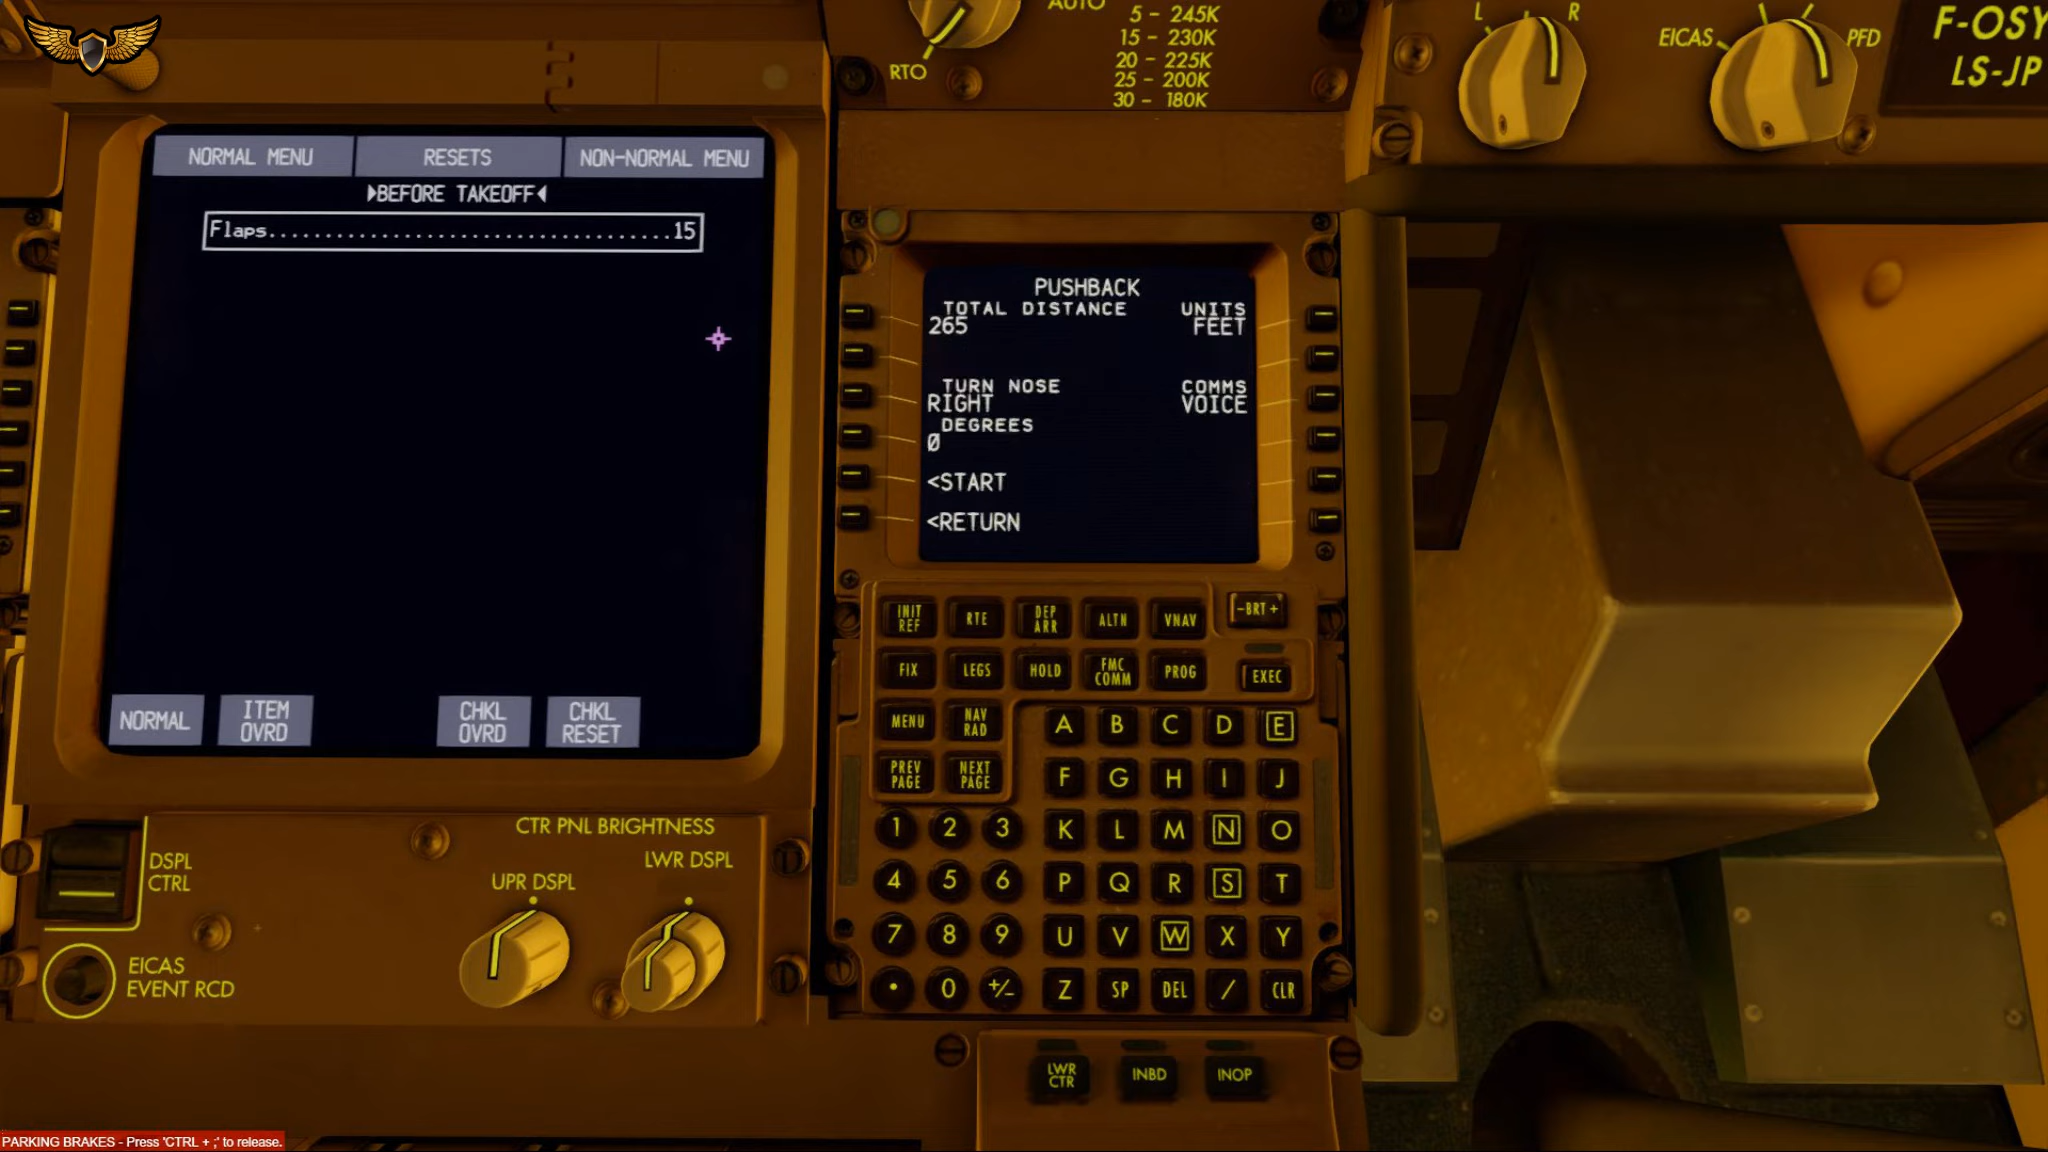 AUTO
RTO
5 - 245K
15 - 230K
20 - 225K
25 - 200K
30 - 180K
L R
EICAS PFD
F-OSY
LS-JP
NORMAL MENU RESETS NON-NORMAL MENU
BEFORE TAKEOFF
Flaps.....................................15
NORMAL
ITEM
OVRD
CHKL
OVRD
CHKL
RESET
PUSHBACK
TOTAL DISTANCE UNITS
265 FEET
TURN NOSE COMMS
RIGHT VOICE
DEGREES
0
<START
<RETURN
INIT
REF
RTE
DEP
ARR
ALTN
VNAV
-BRT+
FIX
LEGS
HOLD
FMC
COMM
PROG
EXEC
MENU
NAV
RAD
PREV
PAGE
NEXT
PAGE
A B C D E
F G H I J
1 2 3 K L M N O
4 5 6 P Q R S T
7 8 9 U V W X Y
. 0 +/- Z SP DEL / CLR
CTR PNL BRIGHTNESS
UPR DSPL
LWR DSPL
DSPL
CTRL
EICAS
EVENT RCD
LWR
CTR
INBD
INOP
PARKING BRAKES - Press 'CTRL + ;' to release.